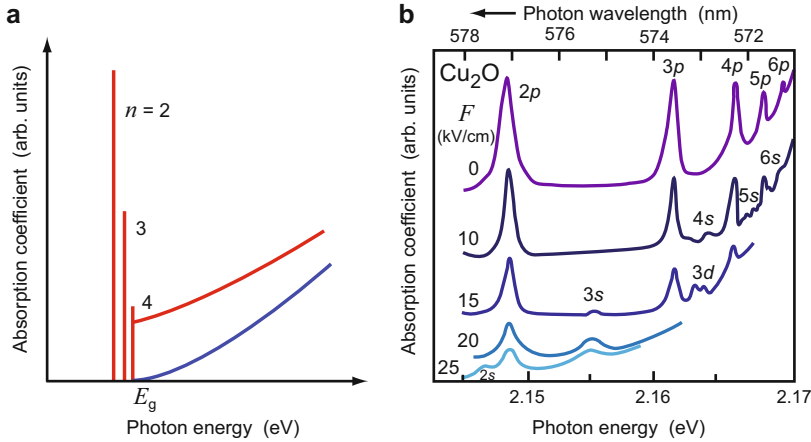 a
Absorption coefficient (arb. units)
n = 2
3
4
E_g
Photon energy (eV)
b
Photon wavelength (nm)
578 576 574 572
Absorption coefficient (arb. units)
Cu₂O
F
(kV/cm)
0
10
15
20
25
2p
3p
4p
5p
6p
4s
5s
6s
3s
3d
2s
2.15 2.16 2.17
Photon energy (eV)